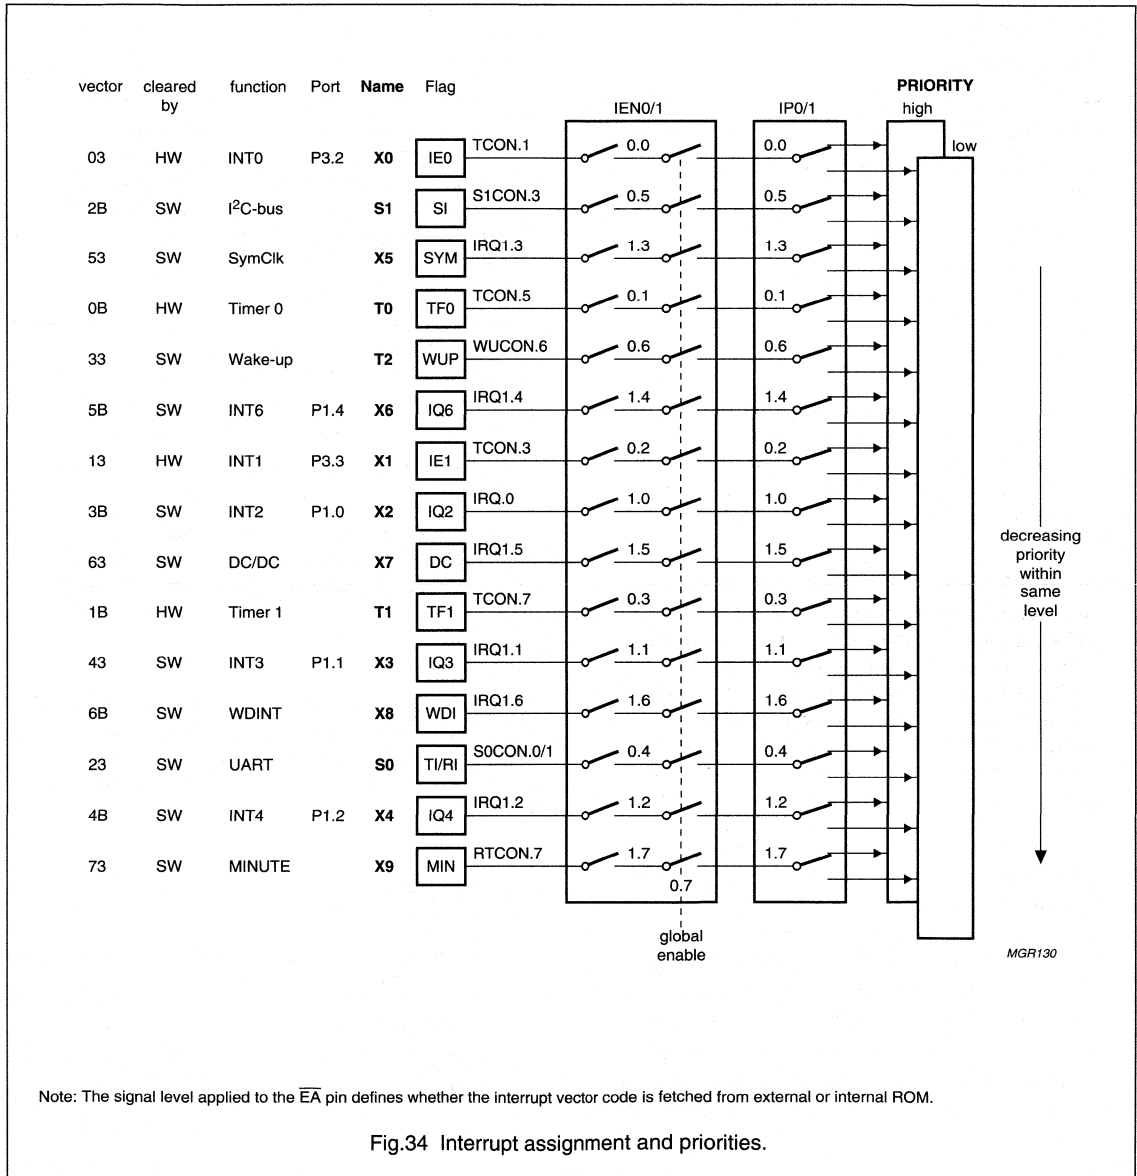 PRIORITY
vector cleared by function Port Name Flag
IEN0/1 IP0/1 high
low
03 HW INT0 P3.2 X0 IE0 TCON.1 0.0 0.0
2B SW I²C-bus S1 SI S1CON.3 0.5 0.5
53 SW SymClk X5 SYM IRQ1.3 1.3 1.3
0B HW Timer 0 T0 TF0 TCON.5 0.1 0.1
33 SW Wake-up T2 WUP WUCON.6 0.6 0.6
5B SW INT6 P1.4 X6 IQ6 IRQ1.4 1.4 1.4
13 HW INT1 P3.3 X1 IE1 TCON.3 0.2 0.2
3B SW INT2 P1.0 X2 IQ2 IRQ.0 1.0 1.0
63 SW DC/DC X7 DC IRQ1.5 1.5 1.5
1B HW Timer 1 T1 TF1 TCON.7 0.3 0.3
43 SW INT3 P1.1 X3 IQ3 IRQ1.1 1.1 1.1
6B SW WDINT X8 WDI IRQ1.6 1.6 1.6
23 SW UART S0 TI/RI S0CON.0/1 0.4 0.4
4B SW INT4 P1.2 X4 IQ4 IRQ1.2 1.2 1.2
73 SW MINUTE X9 MIN RTCON.7 1.7 1.7
0.7
global
enable
decreasing
priority
within
same
level
MGR130
Note: The signal level applied to the E̅A̅ pin defines whether the interrupt vector code is fetched from external or internal ROM.
Fig.34 Interrupt assignment and priorities.